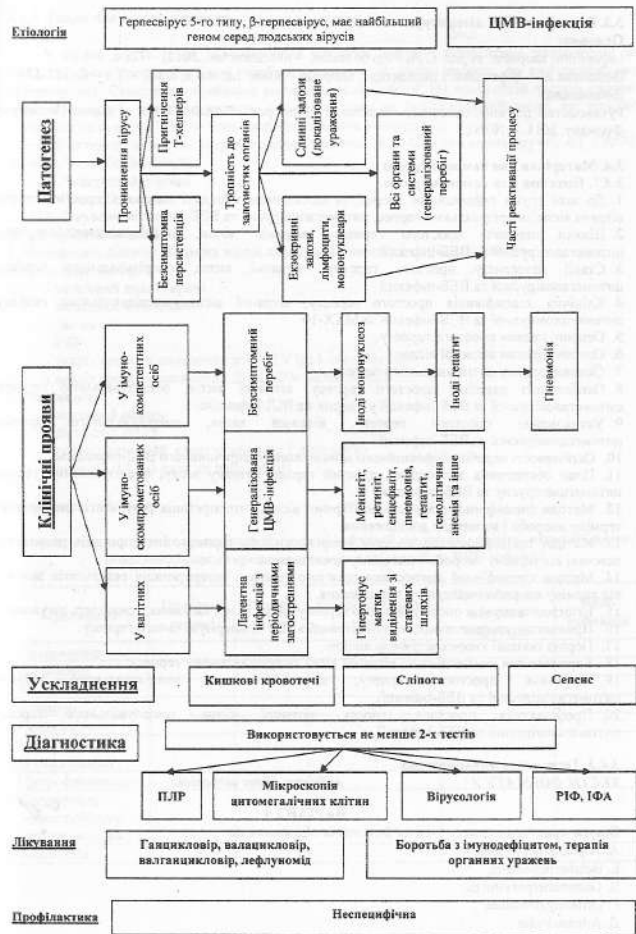 Етіологія
Герпесвірус 5-го типу, β-герпесвірус, має найбільший
геном серед людських вірусів
ЦМВ-інфекція
Патогенез
Проникнення вірусу
Пригнічення
Т-хелперів
Безсимптомна
персистенція
Тропність до
залозистих органів
Слинні залози
(локалізоване
ураження)
Екзокринні
залози,
лімфоцити,
мононуклеари
Всі органи та
системи
(генералізований
перебіг)
Часті реактивації процесу
Клінічні прояви
У імуно-
компетентних
осіб
Безсимптомний
перебіг
Іноді мононуклеоз
Іноді гепатит
Пневмонія
У імуно-
скомпрометованих
осіб
Генералізована
ЦМВ-інфекція
Менінгіт,
ретиніт,
енцефаліт,
пневмонія,
гепатит,
гемолітична
анемія та інше
У вагітних
Латентна
інфекція з
періодичними
загостреннями
Гіпертонус
матки,
виділення зі
статевих
шляхів
Ускладнення
Кишкові кровотечі
Сліпота
Сепсис
Діагностика
Використовується не менше 2-х тестів
ПЛР
Мікроскопія
цитомегалічних клітин
Вірусологія
РІФ, ІФА
Лікування
Ганцикловір, валацикловір,
валганцикловір, лефлуномід
Боротьба з імунодефіцитом, терапія
органних уражень
Профілактика
Неспецифічна